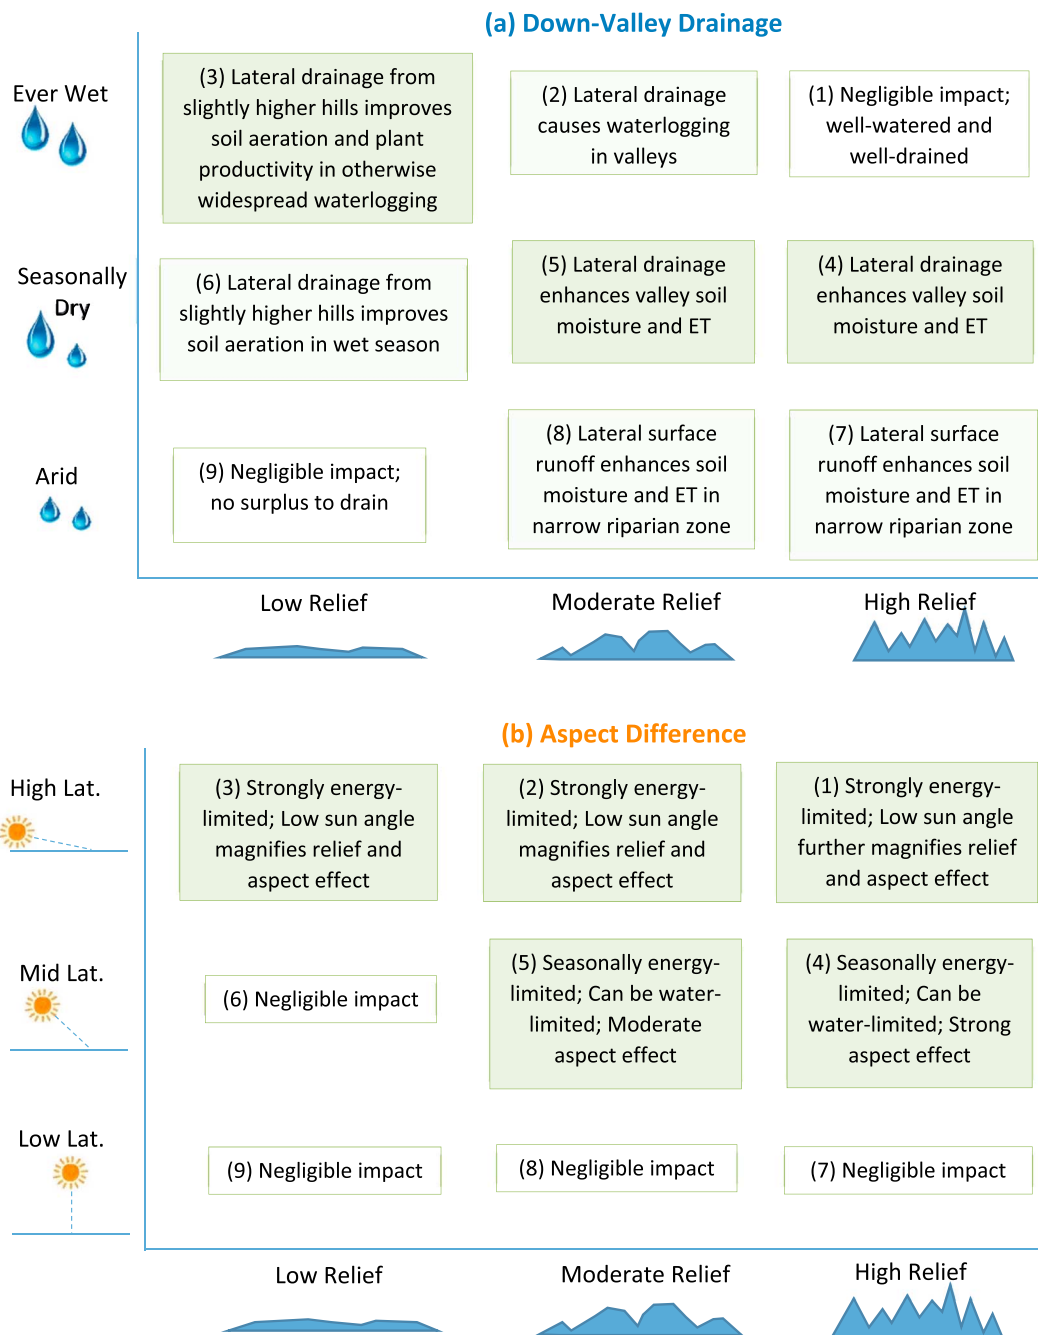 (a) Down-Valley Drainage
Ever Wet
(3) Lateral drainage from
slightly higher hills improves
soil aeration and plant
productivity in otherwise
widespread waterlogging
(2) Lateral drainage
causes waterlogging
in valleys
(1) Negligible impact;
well-watered and
well-drained
Seasonally
Dry
(6) Lateral drainage from
slightly higher hills improves
soil aeration in wet season
(5) Lateral drainage
enhances valley soil
moisture and ET
(4) Lateral drainage
enhances valley soil
moisture and ET
Arid
(9) Negligible impact;
no surplus to drain
(8) Lateral surface
runoff enhances soil
moisture and ET in
narrow riparian zone
(7) Lateral surface
runoff enhances soil
moisture and ET in
narrow riparian zone
Low Relief
Moderate Relief
High Relief
(b) Aspect Difference
High Lat.
(3) Strongly energy-
limited; Low sun angle
magnifies relief and
aspect effect
(2) Strongly energy-
limited; Low sun angle
magnifies relief and
aspect effect
(1) Strongly energy-
limited; Low sun angle
further magnifies relief
and aspect effect
Mid Lat.
(6) Negligible impact
(5) Seasonally energy-
limited; Can be water-
limited; Moderate
aspect effect
(4) Seasonally energy-
limited; Can be
water-limited; Strong
aspect effect
Low Lat.
(9) Negligible impact
(8) Negligible impact
(7) Negligible impact
Low Relief
Moderate Relief
High Relief